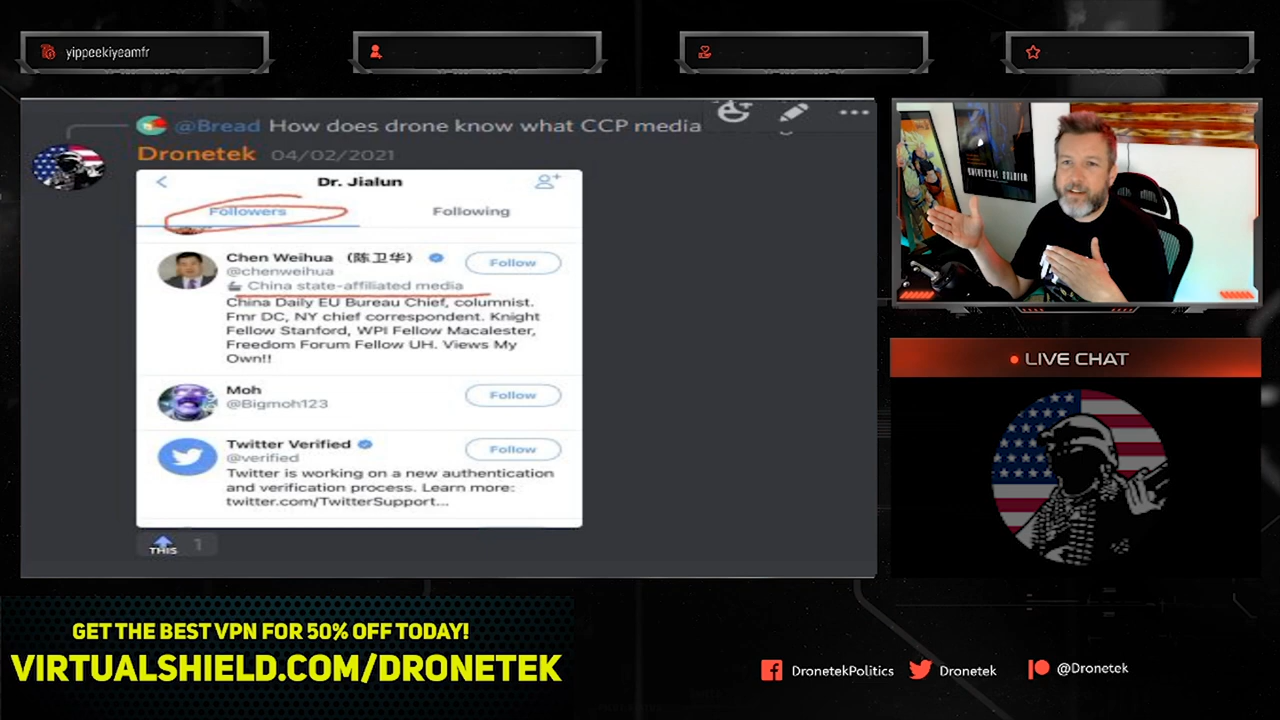 yippeekiyeamfr
@Bread How does drone know what CCP media
Dronetek 04/02/2021
Dr. Jialun
Followers Following
Chen Weihua (陈卫华)
@chenweihua
Follow
China state-affiliated media
China Daily EU Bureau Chief, columnist.
Fmr DC, NY chief correspondent. Knight
Fellow Stanford, WPI Fellow Macalester,
Freedom Forum Fellow UH. Views My
Own!!
Moh
@Bigmoh123
Follow
Twitter Verified
@verified
Follow
Twitter is working on a new authentication
and verification process. Learn more:
twitter.com/TwitterSupport...
THIS 1
UNIVERSAL SOLDIER
LIVE CHAT
GET THE BEST VPN FOR 50% OFF TODAY!
VIRTUALSHIELD.COM/DRONETEK
DronetekPolitics Dronetek @Dronetek